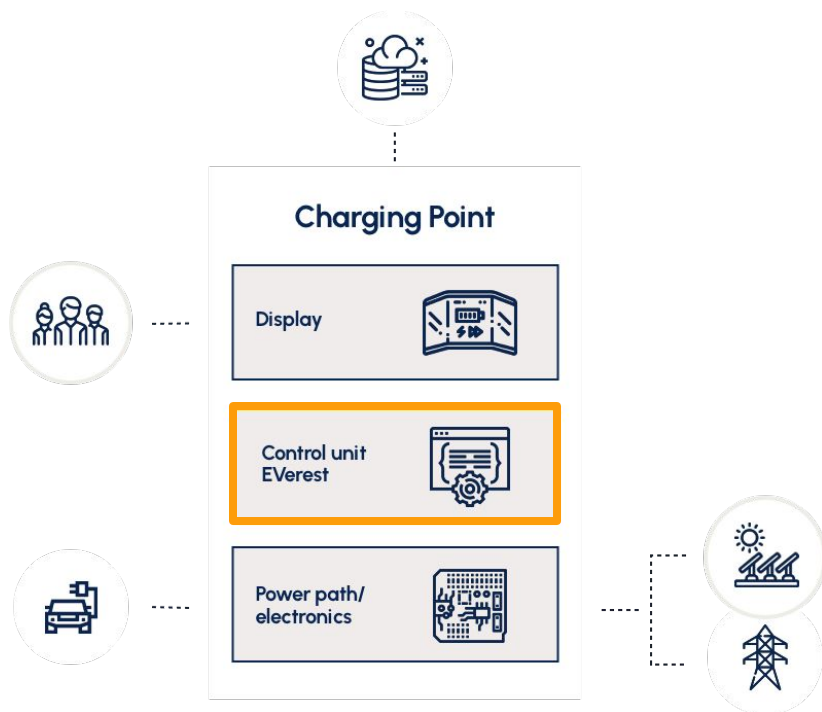 Charging Point
Display
Control unit
EVerest
Power path/
electronics